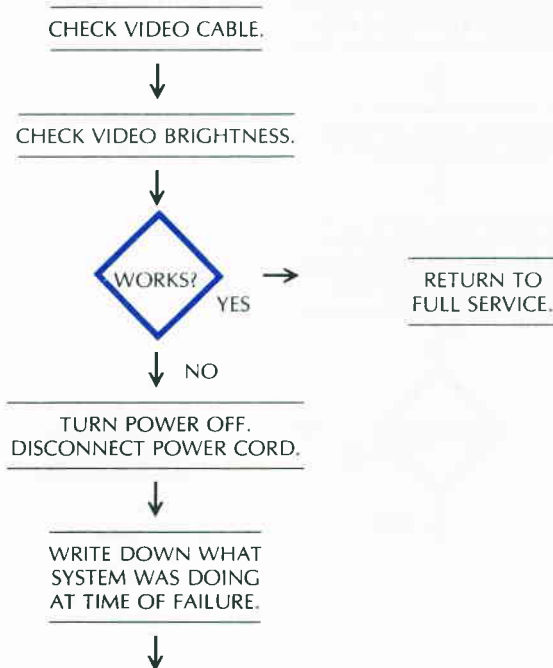 CHECK VIDEO CABLE.
CHECK VIDEO BRIGHTNESS.
WORKS?
YES
RETURN TO
FULL SERVICE.
NO
TURN POWER OFF.
DISCONNECT POWER CORD.
WRITE DOWN WHAT
SYSTEM WAS DOING
AT TIME OF FAILURE.